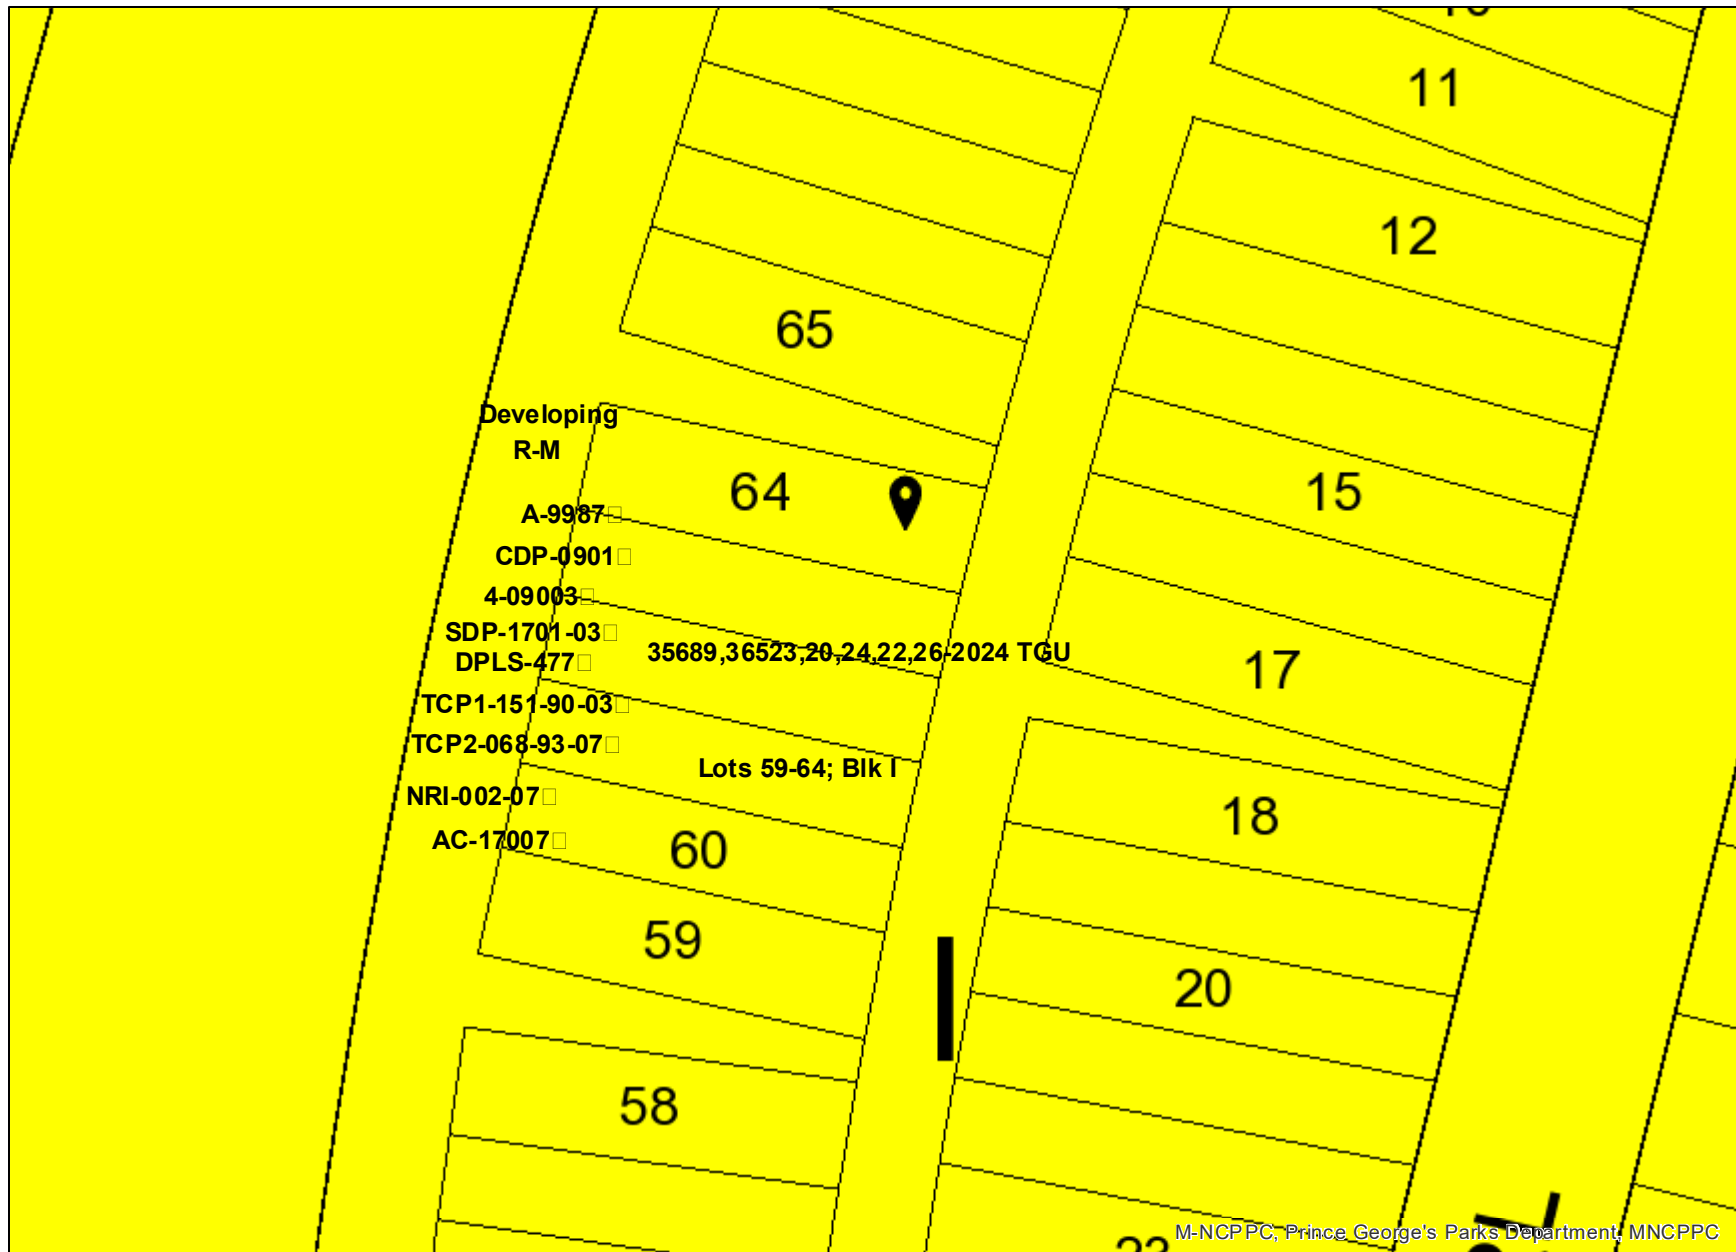 11
12
65
Developing
R-M
64
15
A-9987
CDP-0901
4-09003
SDP-1701-03
35689,36523,20,24,22,26-2024 TGU
DPLS-477
17
TCP1-151-90-03
TCP2-068-93-07
Lots 59-64; Blk I
NRI-002-07
18
AC-17007
60
59
20
I
58
M-NCPPC, Prince George's Parks Department, MNCPPC